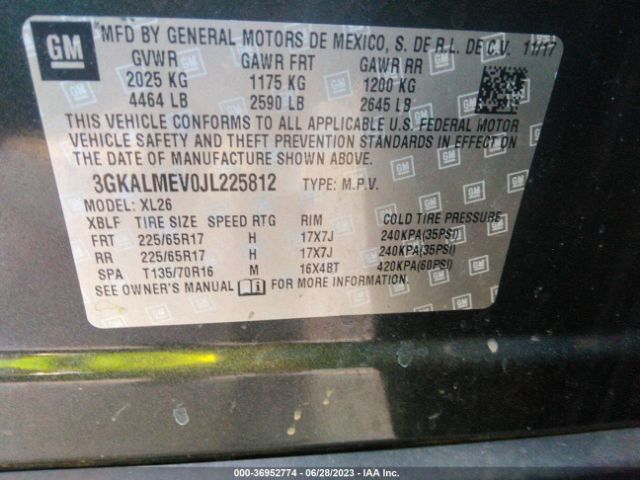 GM
MFD BY GENERAL MOTORS DE MEXICO, S. DE R.L. DE C.V. 11/17
GVWR GAWR FRT GAWR RR
2025 KG 1175 KG 1200 KG
4464 LB 2590 LB 2645 LB
THIS VEHICLE CONFORMS TO ALL APPLICABLE U.S. FEDERAL MOTOR
VEHICLE SAFETY AND THEFT PREVENTION STANDARDS IN EFFECT ON
THE DATE OF MANUFACTURE SHOWN ABOVE.
3GKALMEV0JL225812 TYPE: M.P.V.
MODEL: XL26
XBLF TIRE SIZE SPEED RTG RIM COLD TIRE PRESSURE
FRT 225/65R17 H 17X7J 240KPA(35PSI)
RR 225/65R17 H 17X7J 240KPA(35PSI)
SPA T135/70R16 M 16X4BT 420KPA(60PSI)
SEE OWNER'S MANUAL i FOR MORE INFORMATION.
000-36952774 | 06/28/2023 | IAA Inc.